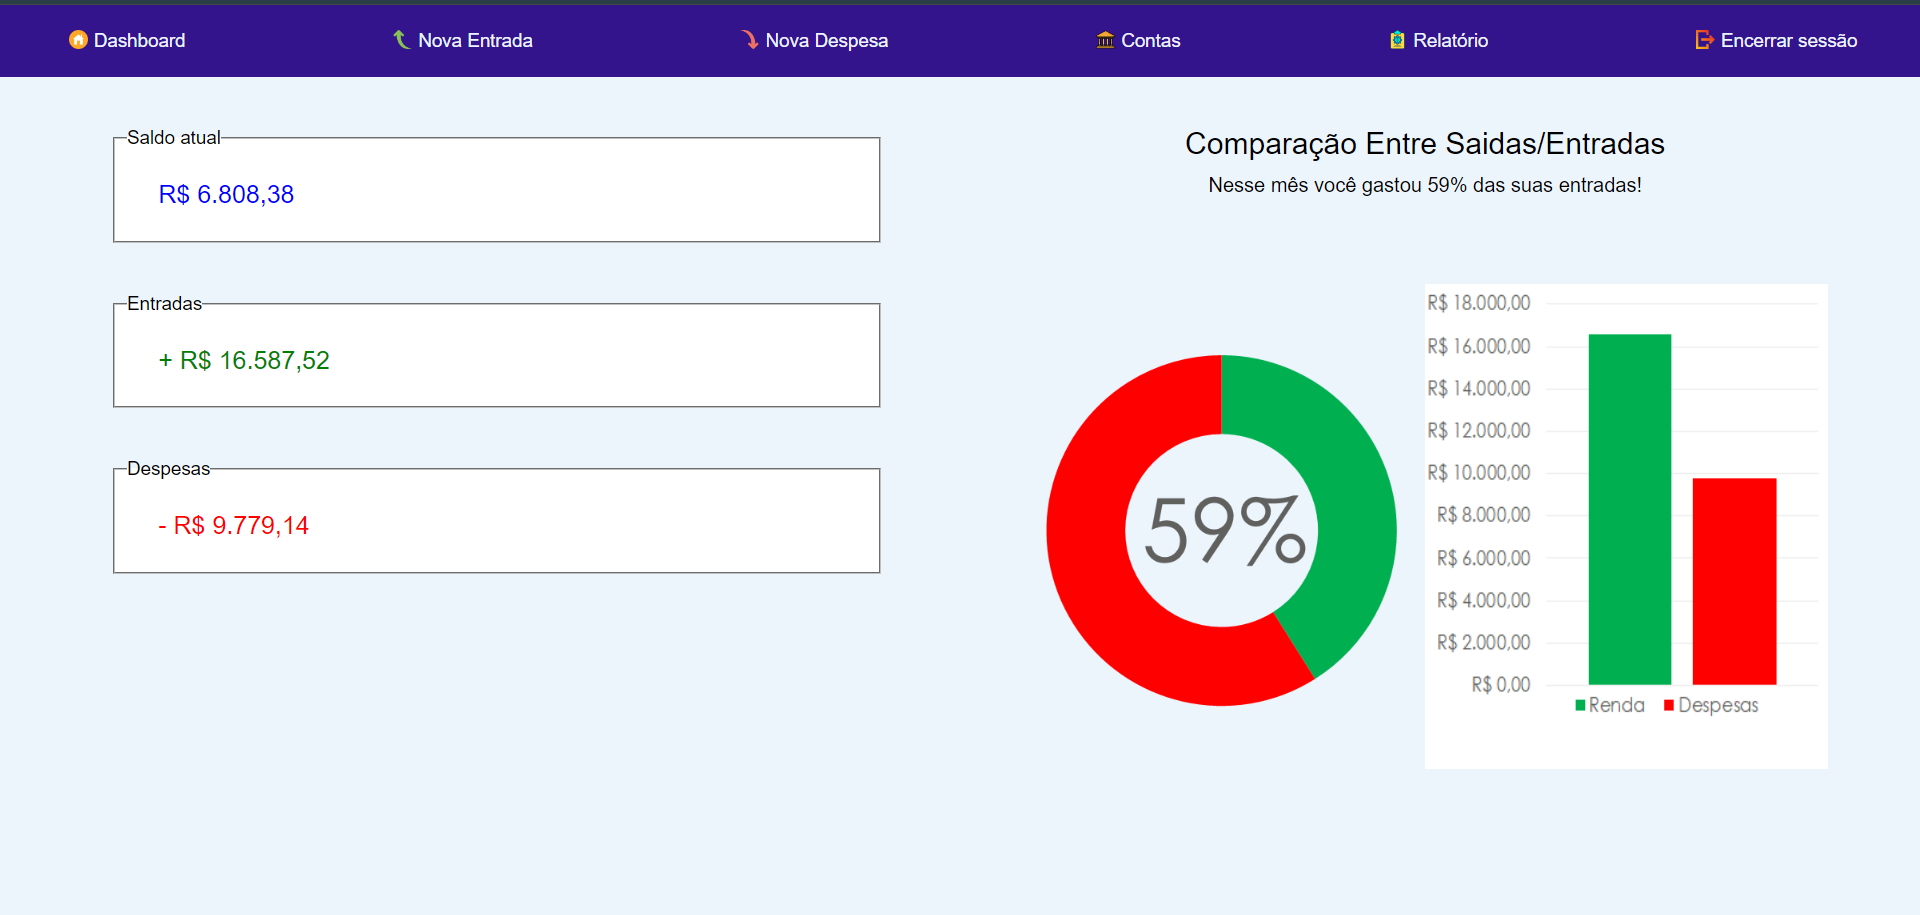 Dashboard
Nova Entrada
Nova Despesa
Contas
Relatório
Encerrar sessão
Saldo atual
R$ 6.808,38
Entradas
+ R$ 16.587,52
Despesas
- R$ 9.779,14
Comparação Entre Saidas/Entradas
Nesse mês você gastou 59% das suas entradas!
59%
R$ 18.000,00
R$ 16.000,00
R$ 14.000,00
R$ 12.000,00
R$ 10.000,00
R$ 8.000,00
R$ 6.000,00
R$ 4.000,00
R$ 2.000,00
R$ 0,00
Renda
Despesas